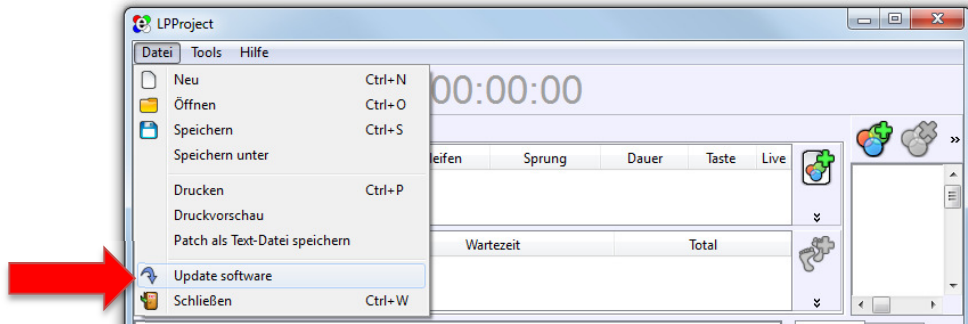 LPProject
Datei Tools Hilfe
Neu Ctrl+N
Öffnen Ctrl+O
Speichern Ctrl+S
Speichern unter
Drucken Ctrl+P
Druckvorschau
Patch als Text-Datei speichern
Update software
Schließen Ctrl+W
00:00:00
leifen Sprung Dauer Taste Live
Wartezeit Total